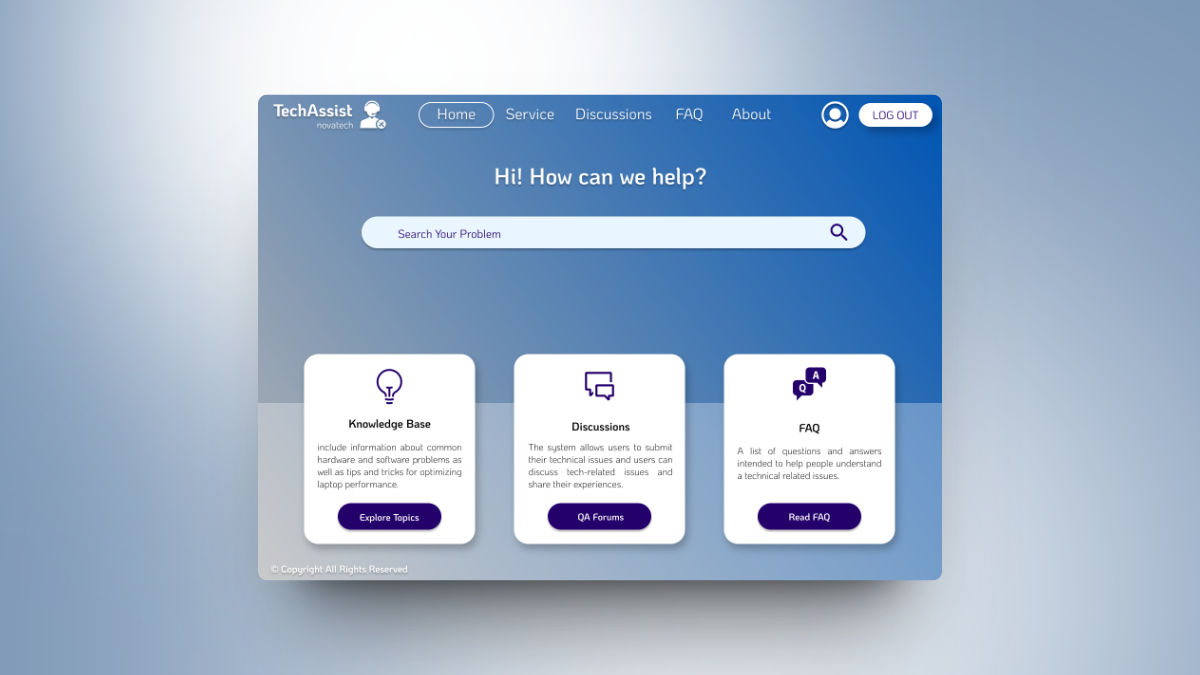 TechAssist
novatech
Home Service Discussions FAQ About
LOG OUT
Hi! How can we help?
Search Your Problem
Knowledge Base
include information about common
hardware and software problems as
well as tips and tricks for optimizing
laptop performance.
Explore Topics
Discussions
The system allows users to submit
their technical issues and users can
discuss tech-related issues and
share their experiences.
QA Forums
A
Q
FAQ
A list of questions and answers
intended to help people understand
a technical related issues.
Read FAQ
© Copyright All Rights Reserved